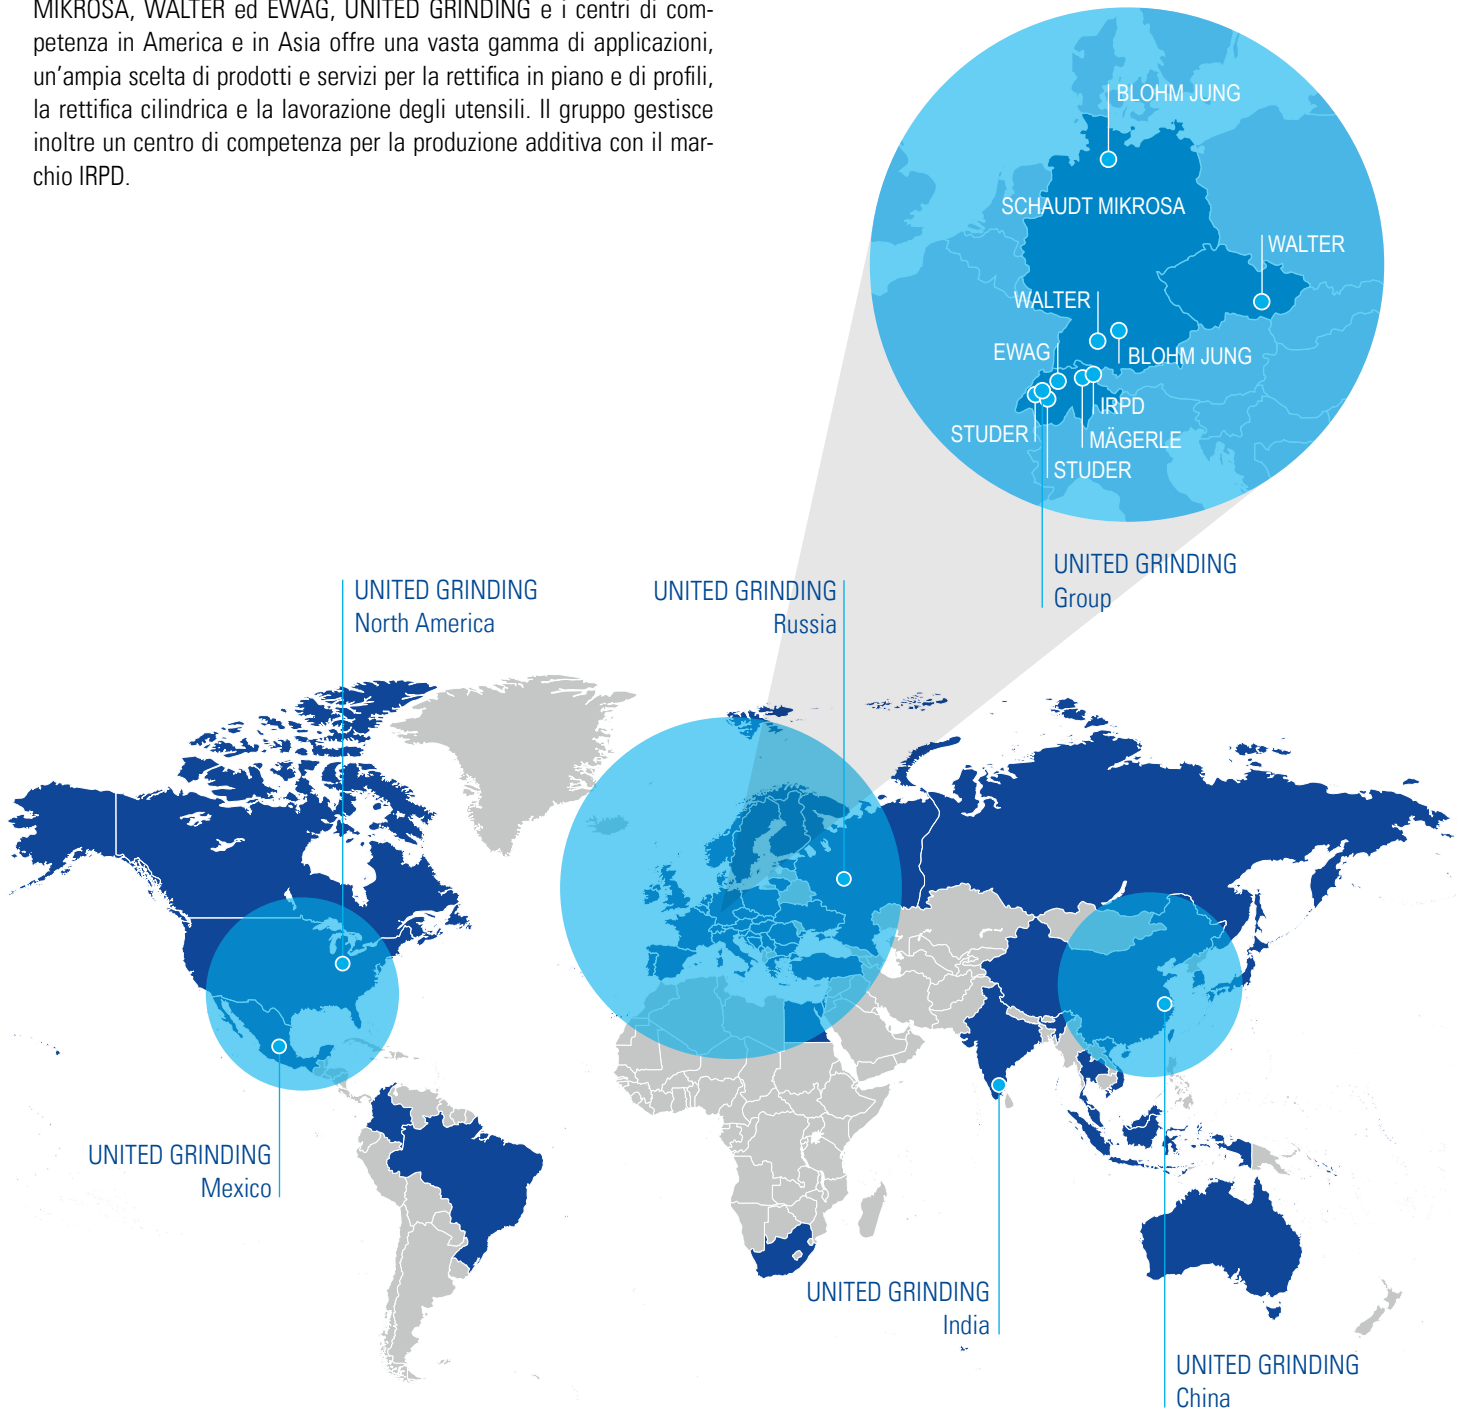 MIKROSA, WALTER ed EWAG, UNITED GRINDING e i centri di com-
petenza in America e in Asia offre una vasta gamma di applicazioni,
un’ampia scelta di prodotti e servizi per la rettifica in piano e di profili,
la rettifica cilindrica e la lavorazione degli utensili. Il gruppo gestisce
inoltre un centro di competenza per la produzione additiva con il mar-
chio IRPD.
BLOHM JUNG
SCHAUDT MIKROSA
WALTER
WALTER
EWAG
BLOHM JUNG
IRPD
STUDER
MÄGERLE
STUDER
UNITED GRINDING
Group
UNITED GRINDING
North America
UNITED GRINDING
Russia
UNITED GRINDING
Mexico
UNITED GRINDING
India
UNITED GRINDING
China